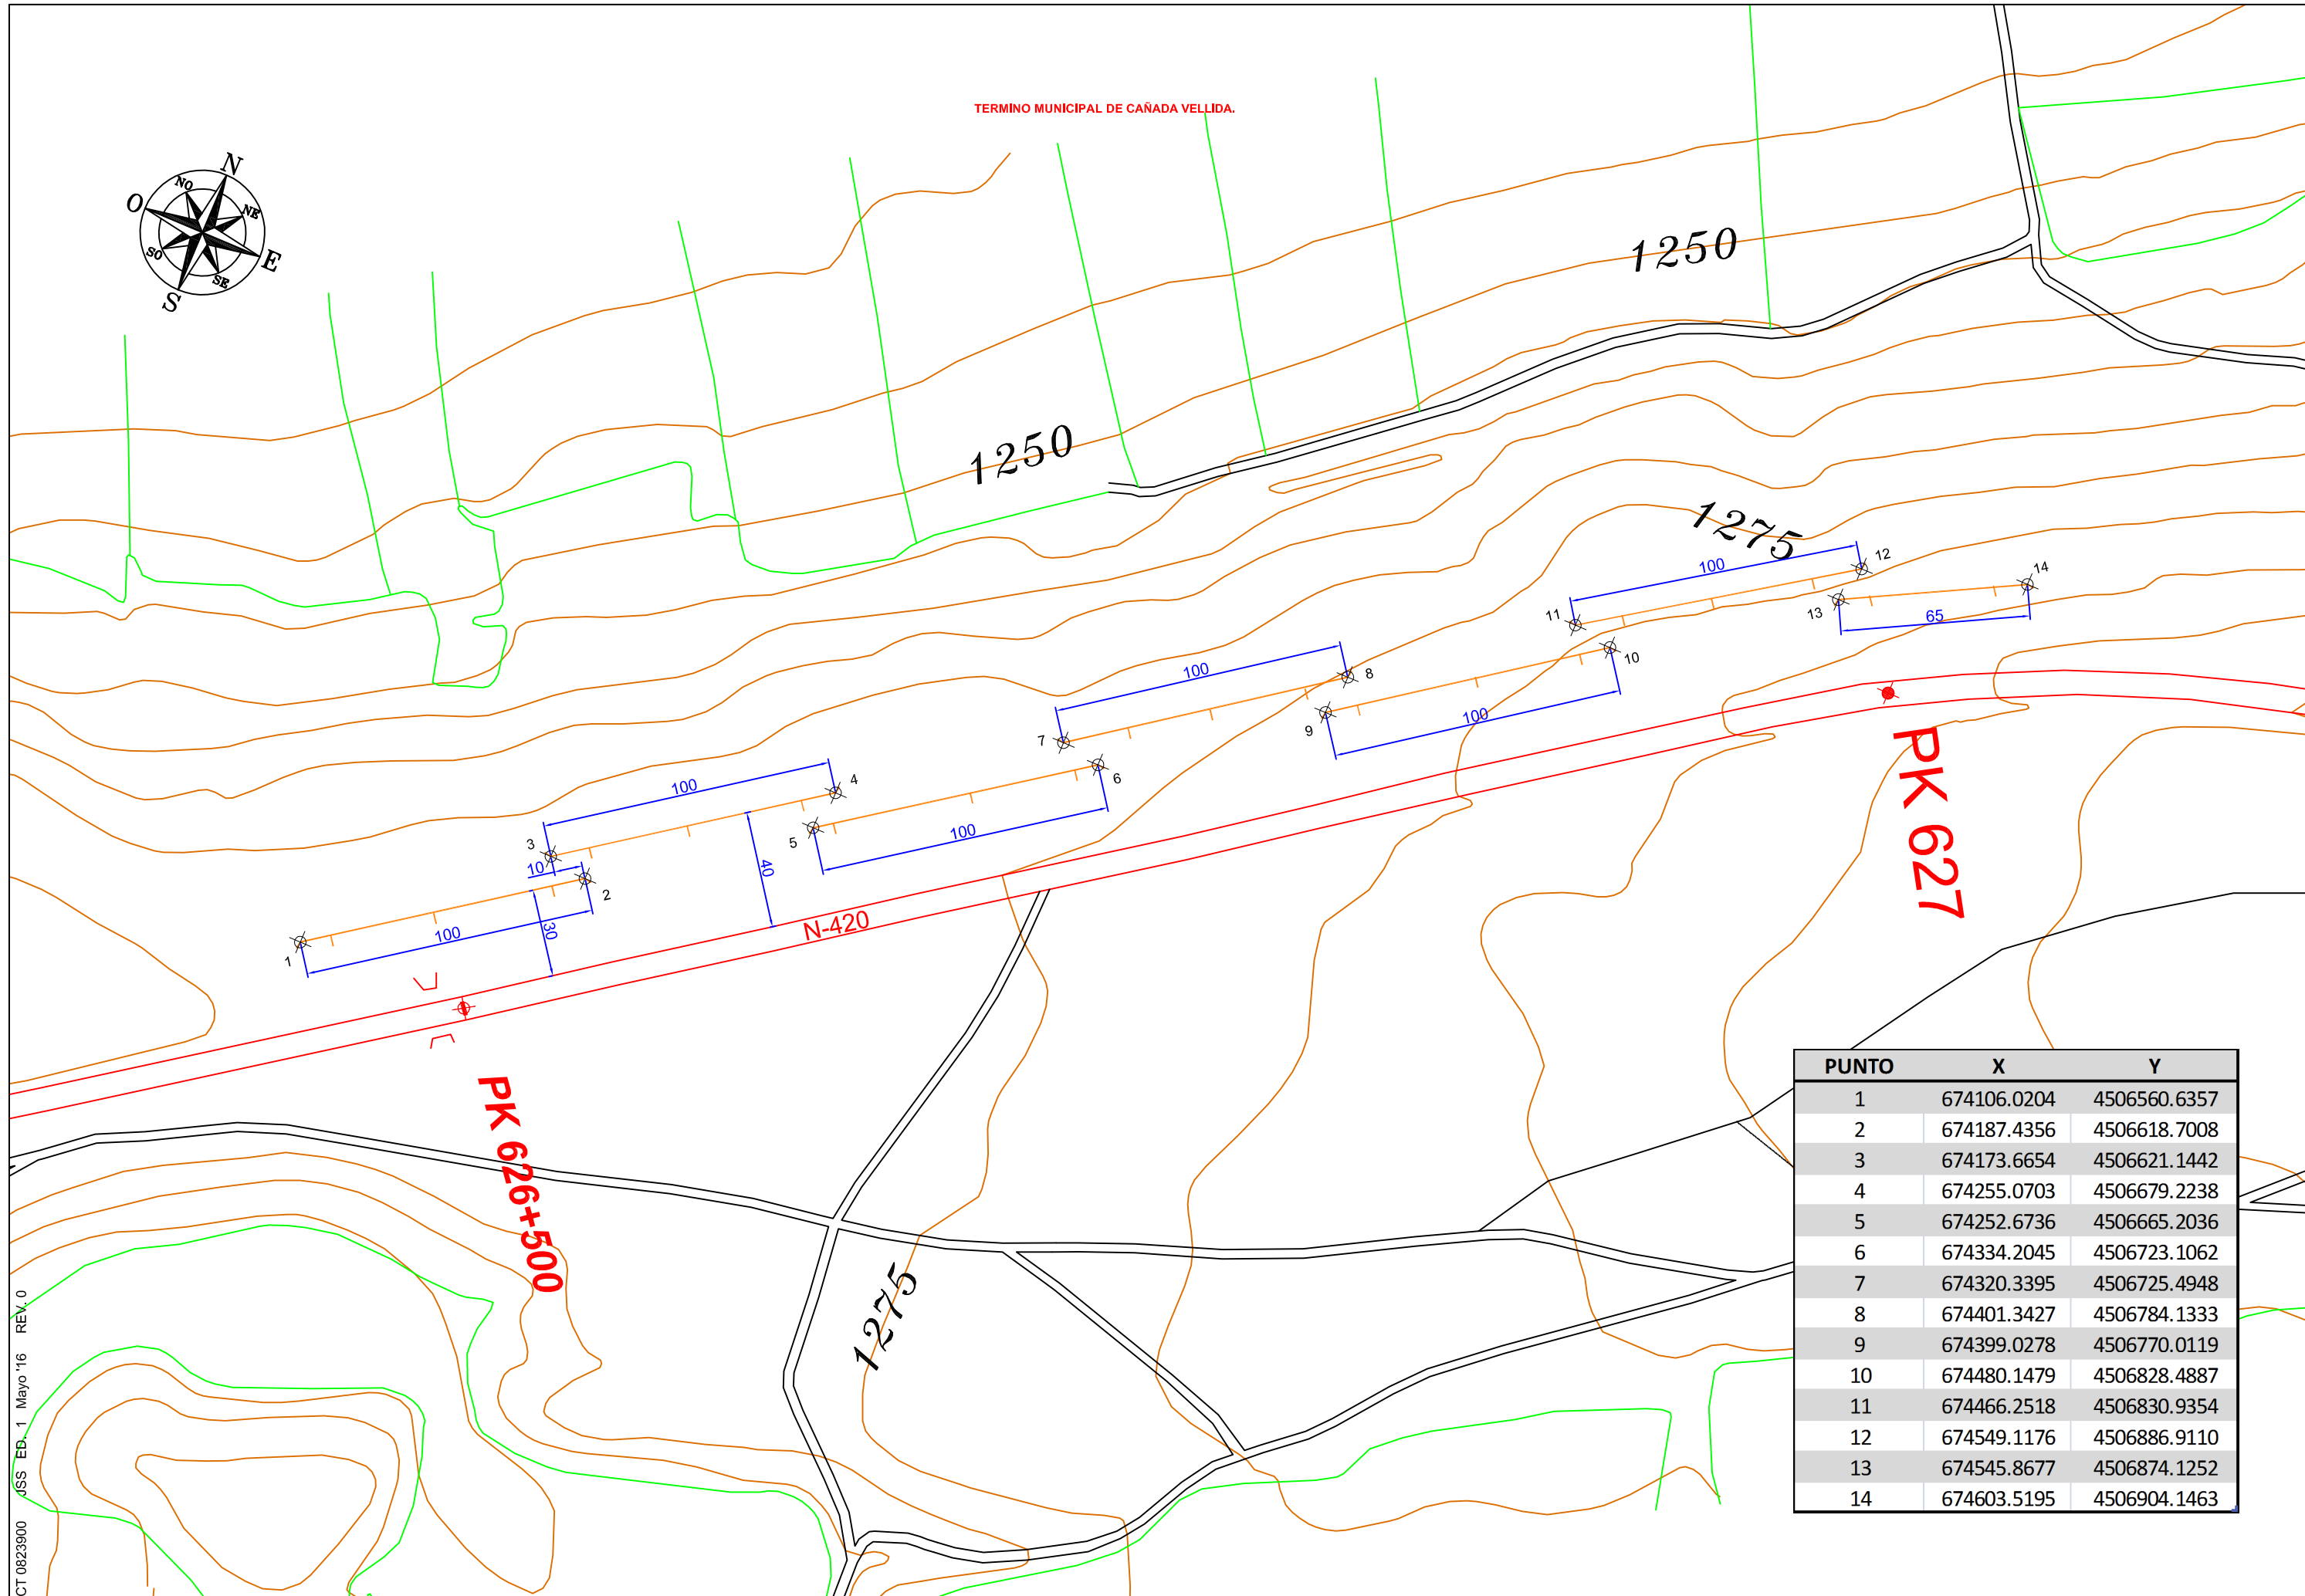 TERMINO MUNICIPAL DE CAÑADA VELLIDA.
N
NO
NE
O
E
SO
SE
S
1250
1250
1275
12
100
14
11
13
65
10
100
8
9
100
7
100
4
6
3
5
100
10
40
2
100
30
1
N-420
PK 627
PK 626+500
1275
PUNTO X Y
1 674106.0204 4506560.6357
2 674187.4356 4506618.7008
3 674173.6654 4506621.1442
4 674255.0703 4506679.2238
5 674252.6736 4506665.2036
6 674334.2045 4506723.1062
7 674320.3395 4506725.4948
8 674401.3427 4506784.1333
9 674399.0278 4506770.0119
10 674480.1479 4506828.4887
11 674466.2518 4506830.9354
12 674549.1176 4506886.9110
13 674545.8677 4506874.1252
14 674603.5195 4506904.1463
CT 0823900 JSS ED. 1 Mayo '16 REV. 0